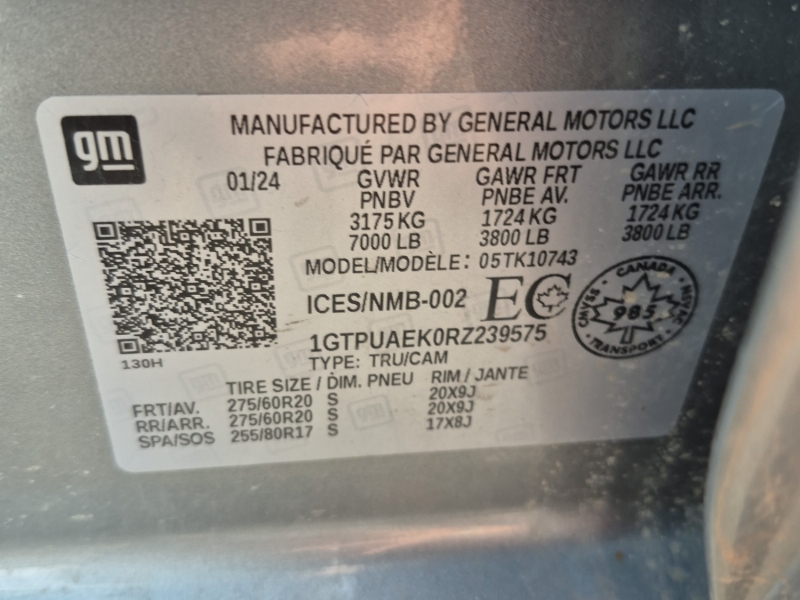 gm
MANUFACTURED BY GENERAL MOTORS LLC
FABRIQUÉ PAR GENERAL MOTORS LLC
01/24 GVWR GAWR FRT GAWR RR
PNBV PNBE AV. PNBE ARR.
3175 KG 1724 KG 1724 KG
7000 LB 3800 LB 3800 LB
MODEL/MODÈLE: 05TK10743
ICES/NMB-002 EC
CANADA
CMVSS 985 NSVAC
TRANSPORT
1GTPUAEK0RZ239575
130H TYPE: TRU/CAM
TIRE SIZE / DIM. PNEU RIM / JANTE
FRT/AV. 275/60R20 S 20X9J
RR/ARR. 275/60R20 S 20X9J
SPA/SOS 255/80R17 S 17X8J